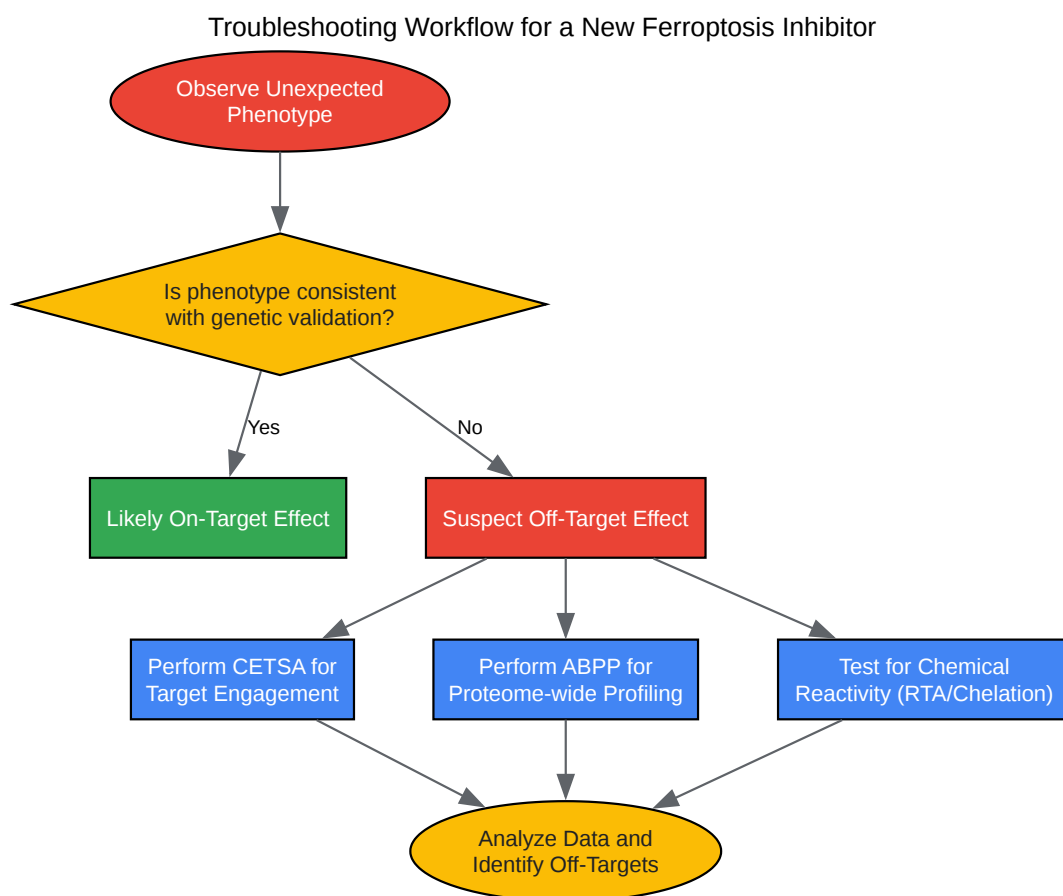 Troubleshooting Workflow for a New Ferroptosis Inhibitor
Observe Unexpected
Phenotype
Is phenotype consistent
with genetic validation?
Yes
No
Likely On-Target Effect
Suspect Off-Target Effect
Perform CETSA for
Target Engagement
Perform ABPP for
Proteome-wide Profiling
Test for Chemical
Reactivity (RTA/Chelation)
Analyze Data and
Identify Off-Targets